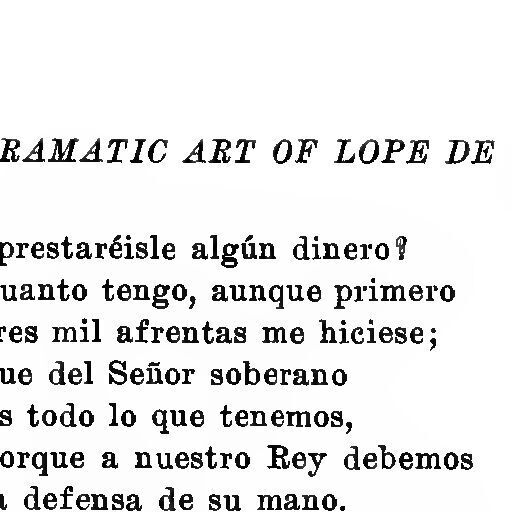 RAMATIC ART OF LOPE DE
prestaréisle algún dinero?
uanto tengo, aunque primero
res mil afrentas me hiciese;
ue del Señor soberano
s todo lo que tenemos,
orque a nuestro Rey debemos
a defensa de su mano.